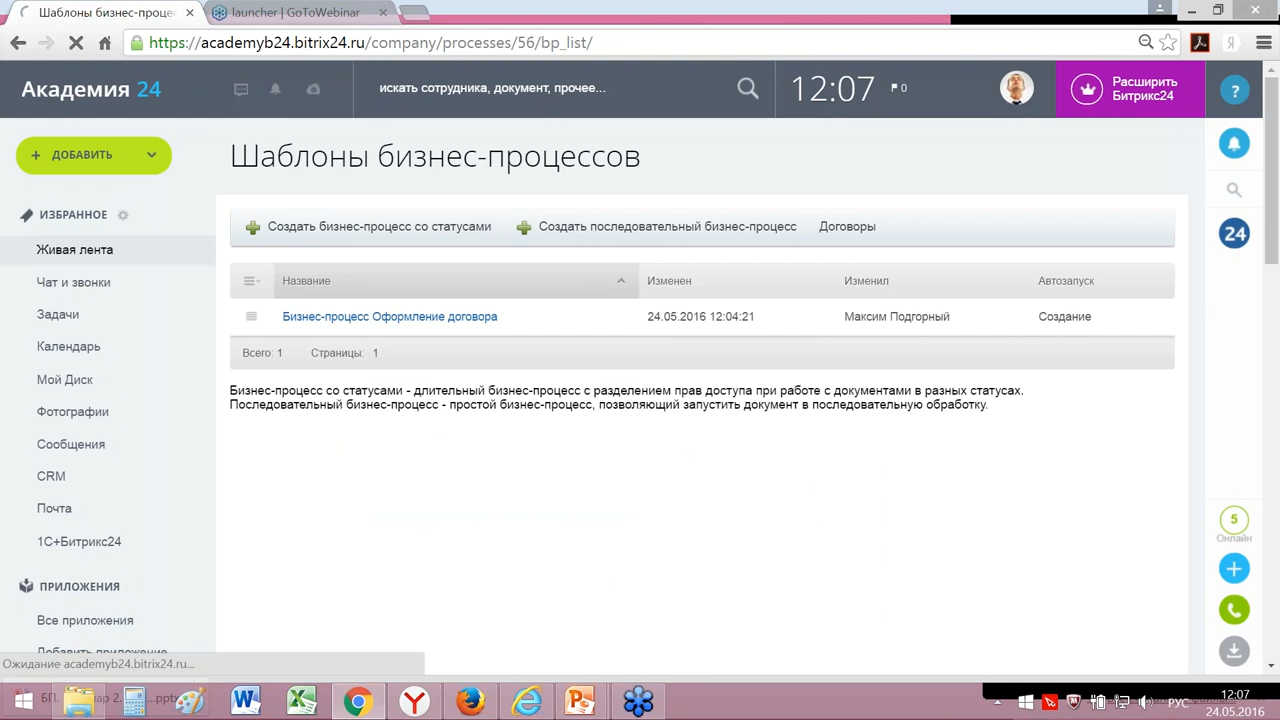 Шаблоны бизнес-процес
launcher | GoToWebinar
https://academyb24.bitrix24.ru/company/processes/56/bp_list/
Академия 24
искать сотрудника, документ, прочее...
12:07
0
Расширить
Битрикс24
?
+ ДОБАВИТЬ
Шаблоны бизнес-процессов
ИЗБРАННОЕ
Живая лента
Чат и звонки
Задачи
Календарь
Мой Диск
Фотографии
Сообщения
CRM
Почта
1С+Битрикс24
ПРИЛОЖЕНИЯ
Все приложения
Добавить приложение
Создать бизнес-процесс со статусами
Создать последовательный бизнес-процесс
Договоры
Название
Изменен
Изменил
Автозапуск
Бизнес-процесс Оформление договора
24.05.2016 12:04:21
Максим Подгорный
Создание
Всего: 1
Страницы: 1
Бизнес-процесс со статусами - длительный бизнес-процесс с разделением прав доступа при работе с документами в разных статусах.
Последовательный бизнес-процесс - простой бизнес-процесс, позволяющий запустить документ в последовательную обработку.
24
5
Онлайн
Ожидание academyb24.bitrix24.ru...
РУС
12:07
24.05.2016